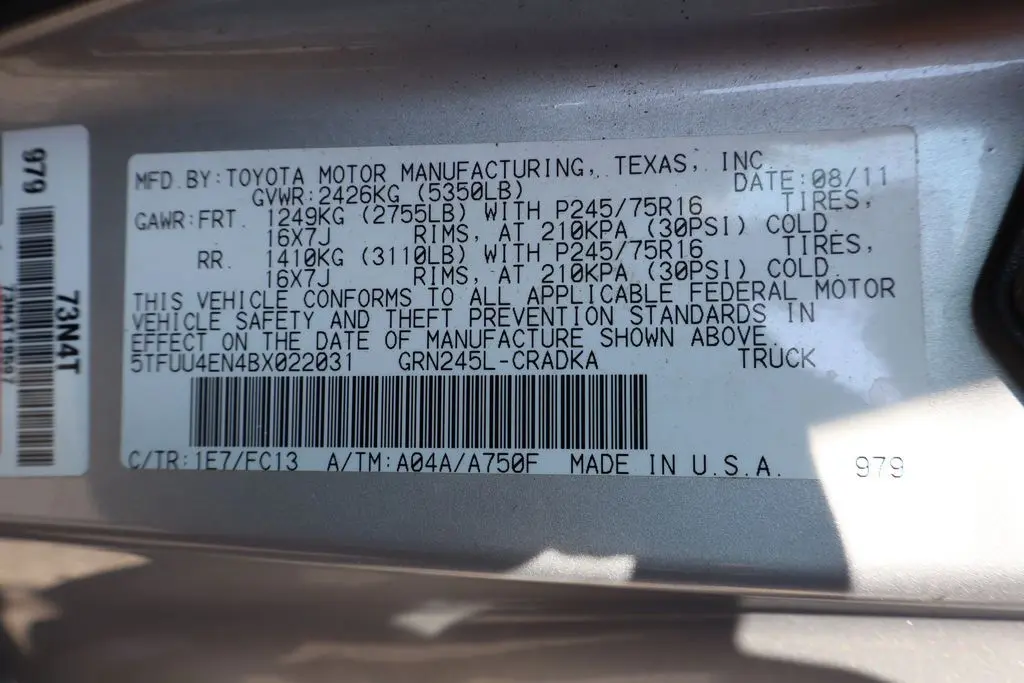 MFD.BY:TOYOTA MOTOR MANUFACTURING, TEXAS, INC.
DATE:08/11
GVWR:2426KG (5350LB)
GAWR:FRT. 1249KG (2755LB) WITH P245/75R16 TIRES,
16X7J RIMS, AT 210KPA (30PSI) COLD.
RR. 1410KG (3110LB) WITH P245/75R16 TIRES,
16X7J RIMS, AT 210KPA (30PSI) COLD.
THIS VEHICLE CONFORMS TO ALL APPLICABLE FEDERAL MOTOR
VEHICLE SAFETY AND THEFT PREVENTION STANDARDS IN
EFFECT ON THE DATE OF MANUFACTURE SHOWN ABOVE.
5TFUU4EN4BX022031 GRN245L-CRADKA TRUCK
C/TR:1E7/FC13 A/TM:A04A/A750F MADE IN U.S.A. 979
979
73N4T